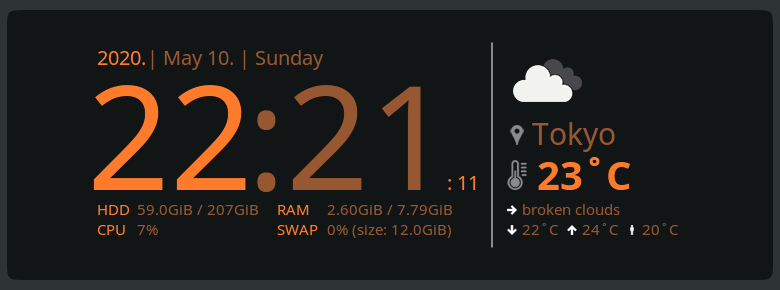 2020.| May 10. | Sunday
22:21 : 11
HDD 59.0GiB / 207GiB RAM 2.60GiB / 7.79GiB
CPU 7% SWAP 0% (size: 12.0GiB)
Tokyo
23°C
broken clouds
22°C 24°C 20°C